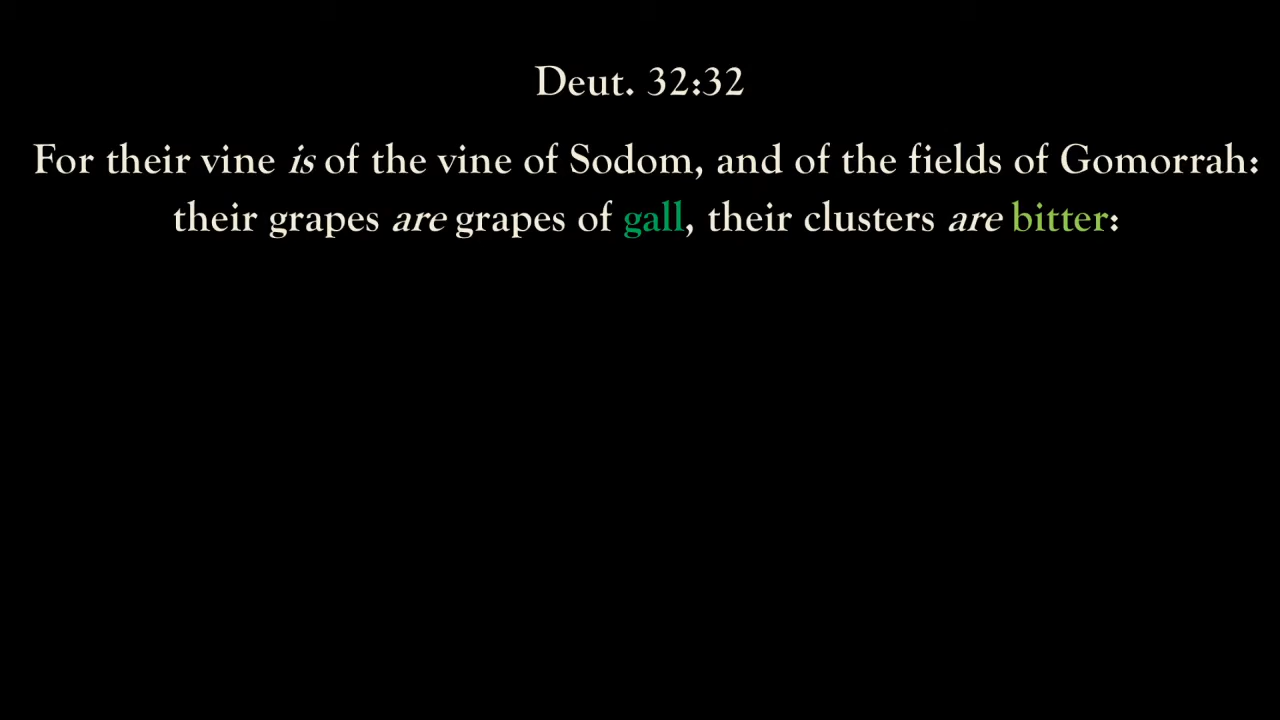 Deut. 32:32
For their vine is of the vine of Sodom, and of the fields of Gomorrah:
their grapes are grapes of gall, their clusters are bitter: